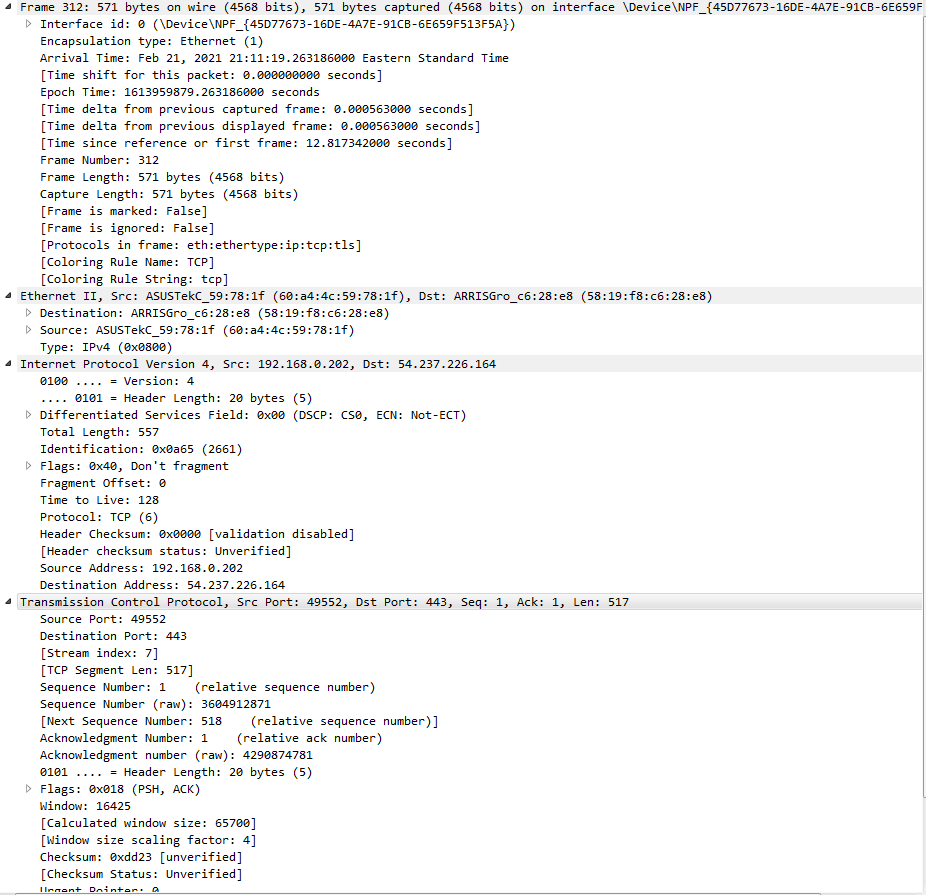 Frame 312: 571 bytes on wire (4568 bits), 571 bytes captured (4568 bits) on interface \Device\NPF_{45D77673-16DE-4A7E-91CB-6E659F
Interface id: 0 (\Device\NPF_{45D77673-16DE-4A7E-91CB-6E659F513F5A})
Encapsulation type: Ethernet (1)
Arrival Time: Feb 21, 2021 21:11:19.263186000 Eastern Standard Time
[Time shift for this packet: 0.000000000 seconds]
Epoch Time: 1613959879.263186000 seconds
[Time delta from previous captured frame: 0.000563000 seconds]
[Time delta from previous displayed frame: 0.000563000 seconds]
[Time since reference or first frame: 12.817342000 seconds]
Frame Number: 312
Frame Length: 571 bytes (4568 bits)
Capture Length: 571 bytes (4568 bits)
[Frame is marked: False]
[Frame is ignored: False]
[Protocols in frame: eth:ethertype:ip:tcp:tls]
[Coloring Rule Name: TCP]
[Coloring Rule String: tcp]
Ethernet II, Src: ASUSTekC_59:78:1f (60:a4:4c:59:78:1f), Dst: ARRISGro_c6:28:e8 (58:19:f8:c6:28:e8)
Destination: ARRISGro_c6:28:e8 (58:19:f8:c6:28:e8)
Source: ASUSTekC_59:78:1f (60:a4:4c:59:78:1f)
Type: IPv4 (0x0800)
Internet Protocol Version 4, Src: 192.168.0.202, Dst: 54.237.226.164
0100 .... = Version: 4
.... 0101 = Header Length: 20 bytes (5)
Differentiated Services Field: 0x00 (DSCP: CS0, ECN: Not-ECT)
Total Length: 557
Identification: 0x0a65 (2661)
Flags: 0x40, Don't fragment
Fragment Offset: 0
Time to Live: 128
Protocol: TCP (6)
Header Checksum: 0x0000 [validation disabled]
[Header checksum status: Unverified]
Source Address: 192.168.0.202
Destination Address: 54.237.226.164
Transmission Control Protocol, Src Port: 49552, Dst Port: 443, Seq: 1, Ack: 1, Len: 517
Source Port: 49552
Destination Port: 443
[Stream index: 7]
[TCP Segment Len: 517]
Sequence Number: 1    (relative sequence number)
Sequence Number (raw): 3604912871
[Next Sequence Number: 518    (relative sequence number)]
Acknowledgment Number: 1    (relative ack number)
Acknowledgment number (raw): 4290874781
0101 .... = Header Length: 20 bytes (5)
Flags: 0x018 (PSH, ACK)
Window: 16425
[Calculated window size: 65700]
[Window size scaling factor: 4]
Checksum: 0xdd23 [unverified]
[Checksum Status: Unverified]
Urgent Pointer: 0